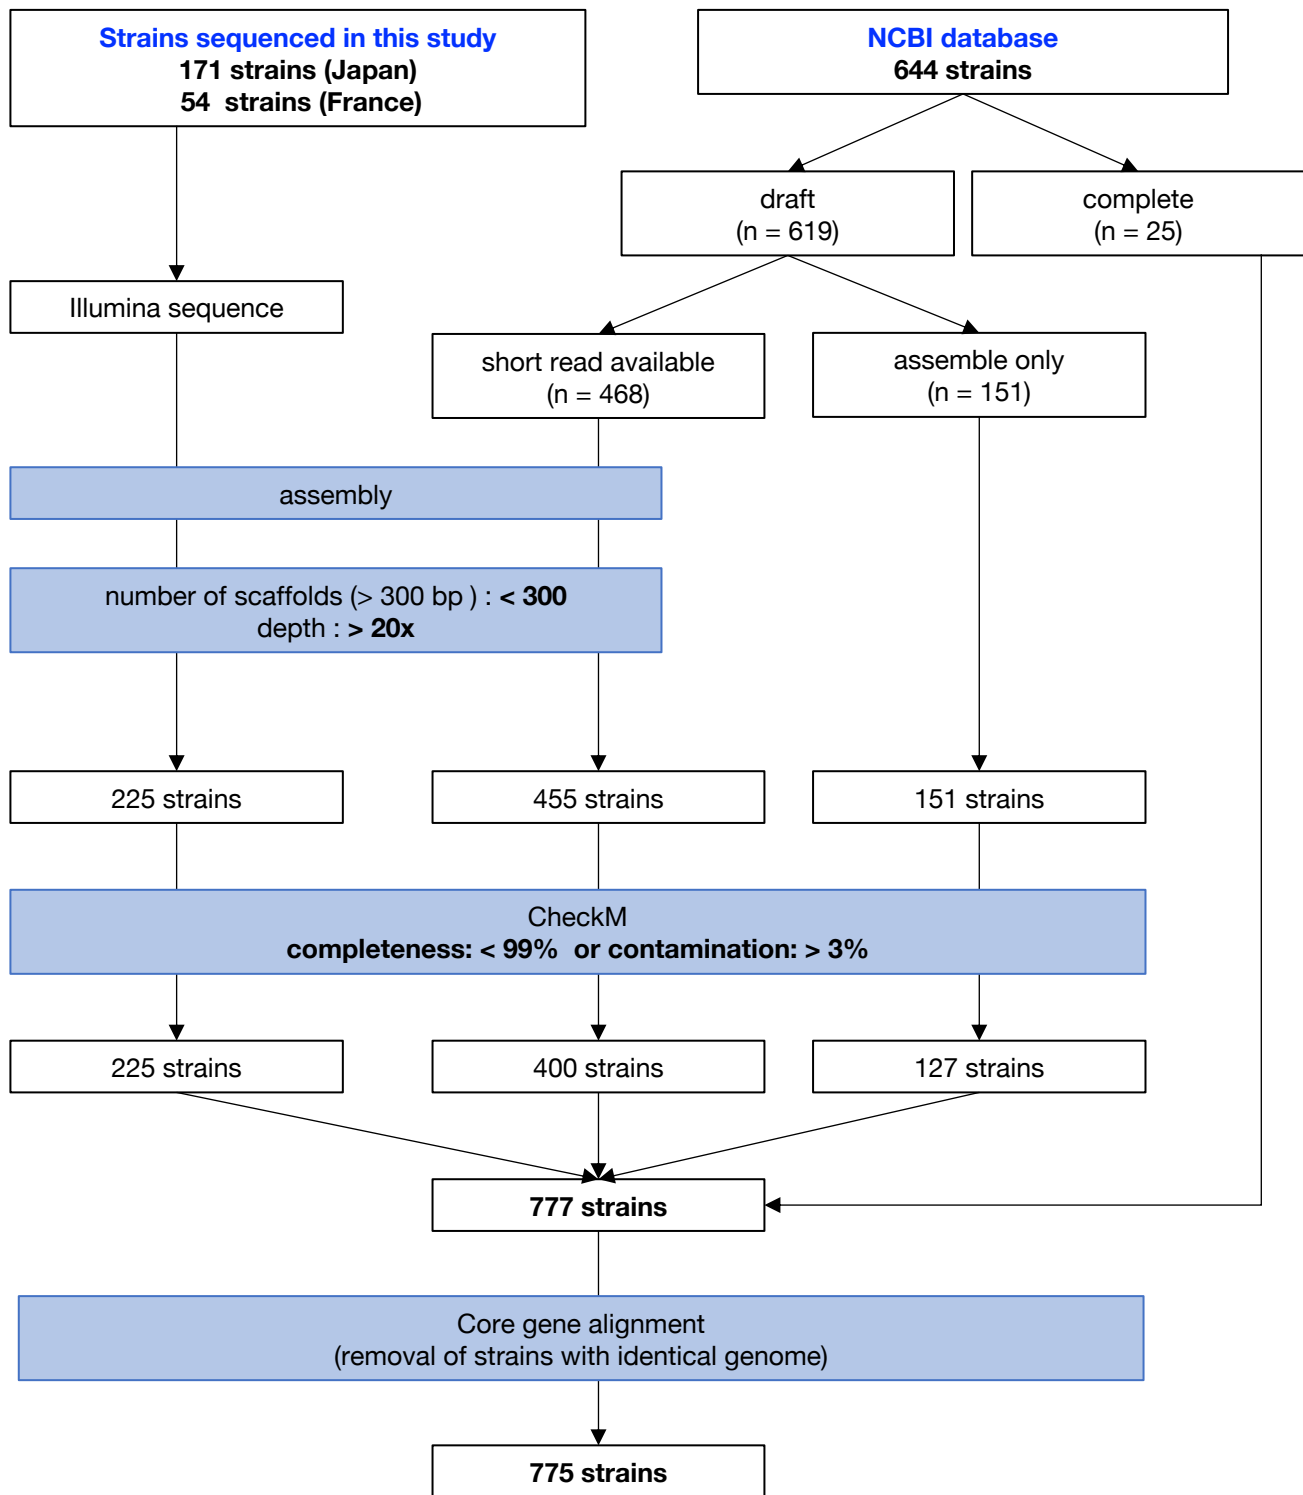 Strains sequenced in this study
171 strains (Japan)
54 strains (France)
NCBI database
644 strains
draft
(n = 619)
complete
(n = 25)
Illumina sequence
short read available
(n = 468)
assemble only
(n = 151)
assembly
number of scaffolds (> 300 bp ) : < 300
depth : > 20x
225 strains
455 strains
151 strains
CheckM
completeness: < 99% or contamination: > 3%
225 strains
400 strains
127 strains
777 strains
Core gene alignment
(removal of strains with identical genome)
775 strains